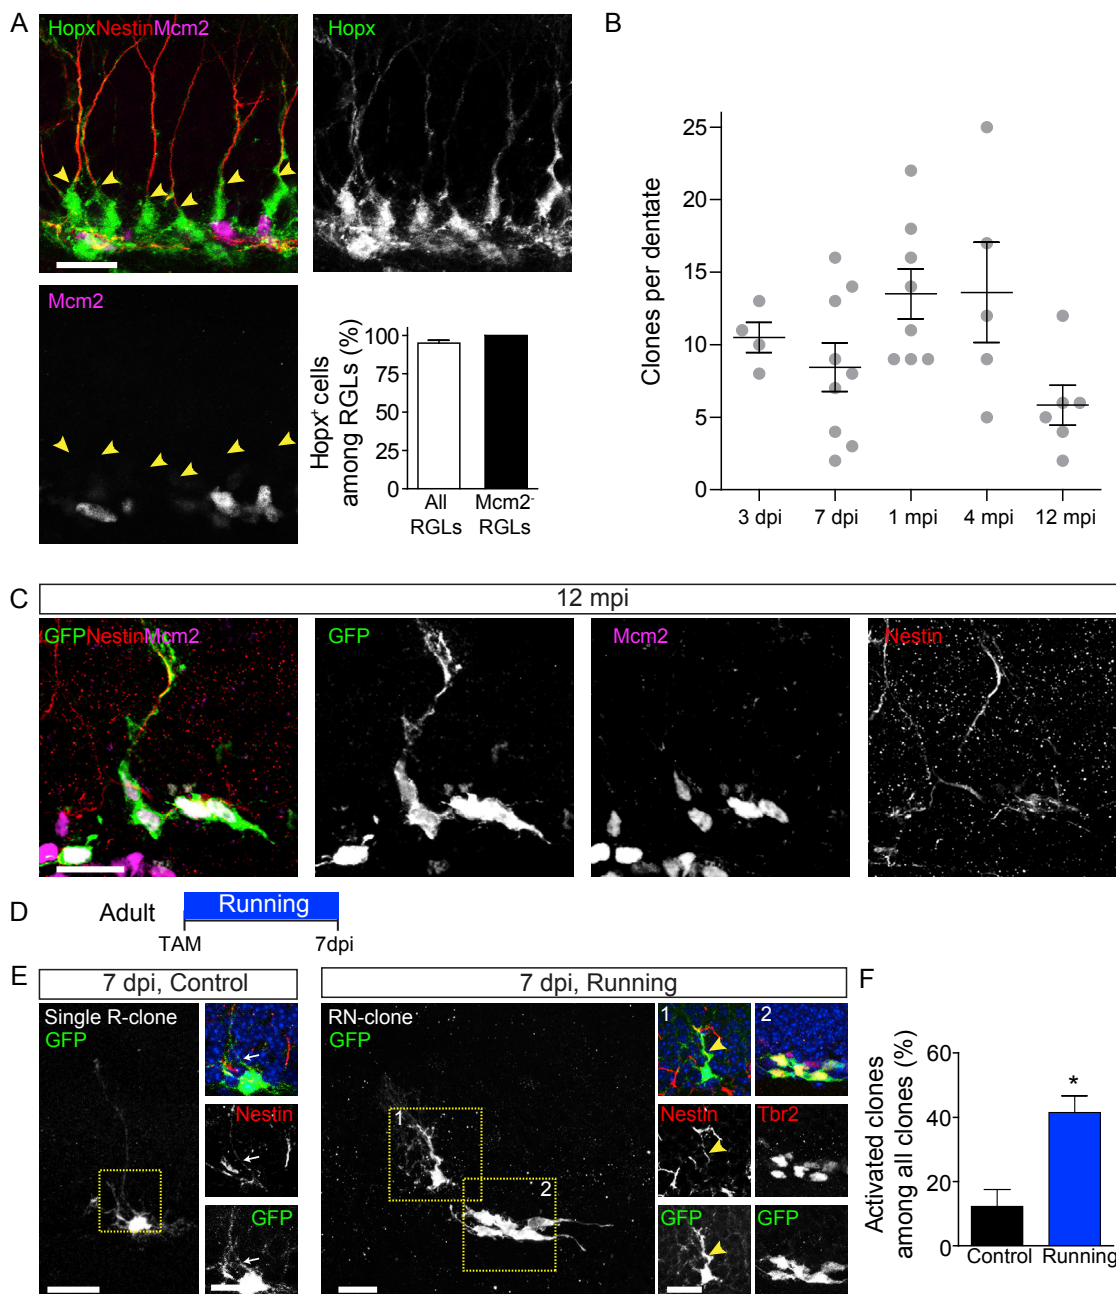 A
HopxNestinMcm2
Hopx
Mcm2
Hopx+ cells
among RGLs (%)
100
75
50
25
0
All
RGLs
Mcm2-
RGLs
B
Clones per dentate
25
20
15
10
5
0
3 dpi
7 dpi
1 mpi
4 mpi
12 mpi
C
12 mpi
GFPNestinMcm2
GFP
Mcm2
Nestin
D
Adult
Running
TAM
7dpi
E
7 dpi, Control
Single R-clone
GFP
Nestin
GFP
7 dpi, Running
RN-clone
GFP
1
2
1
Nestin
GFP
2
Tbr2
GFP
F
Activated clones
among all clones (%)
60
40
20
0
*
Control
Running